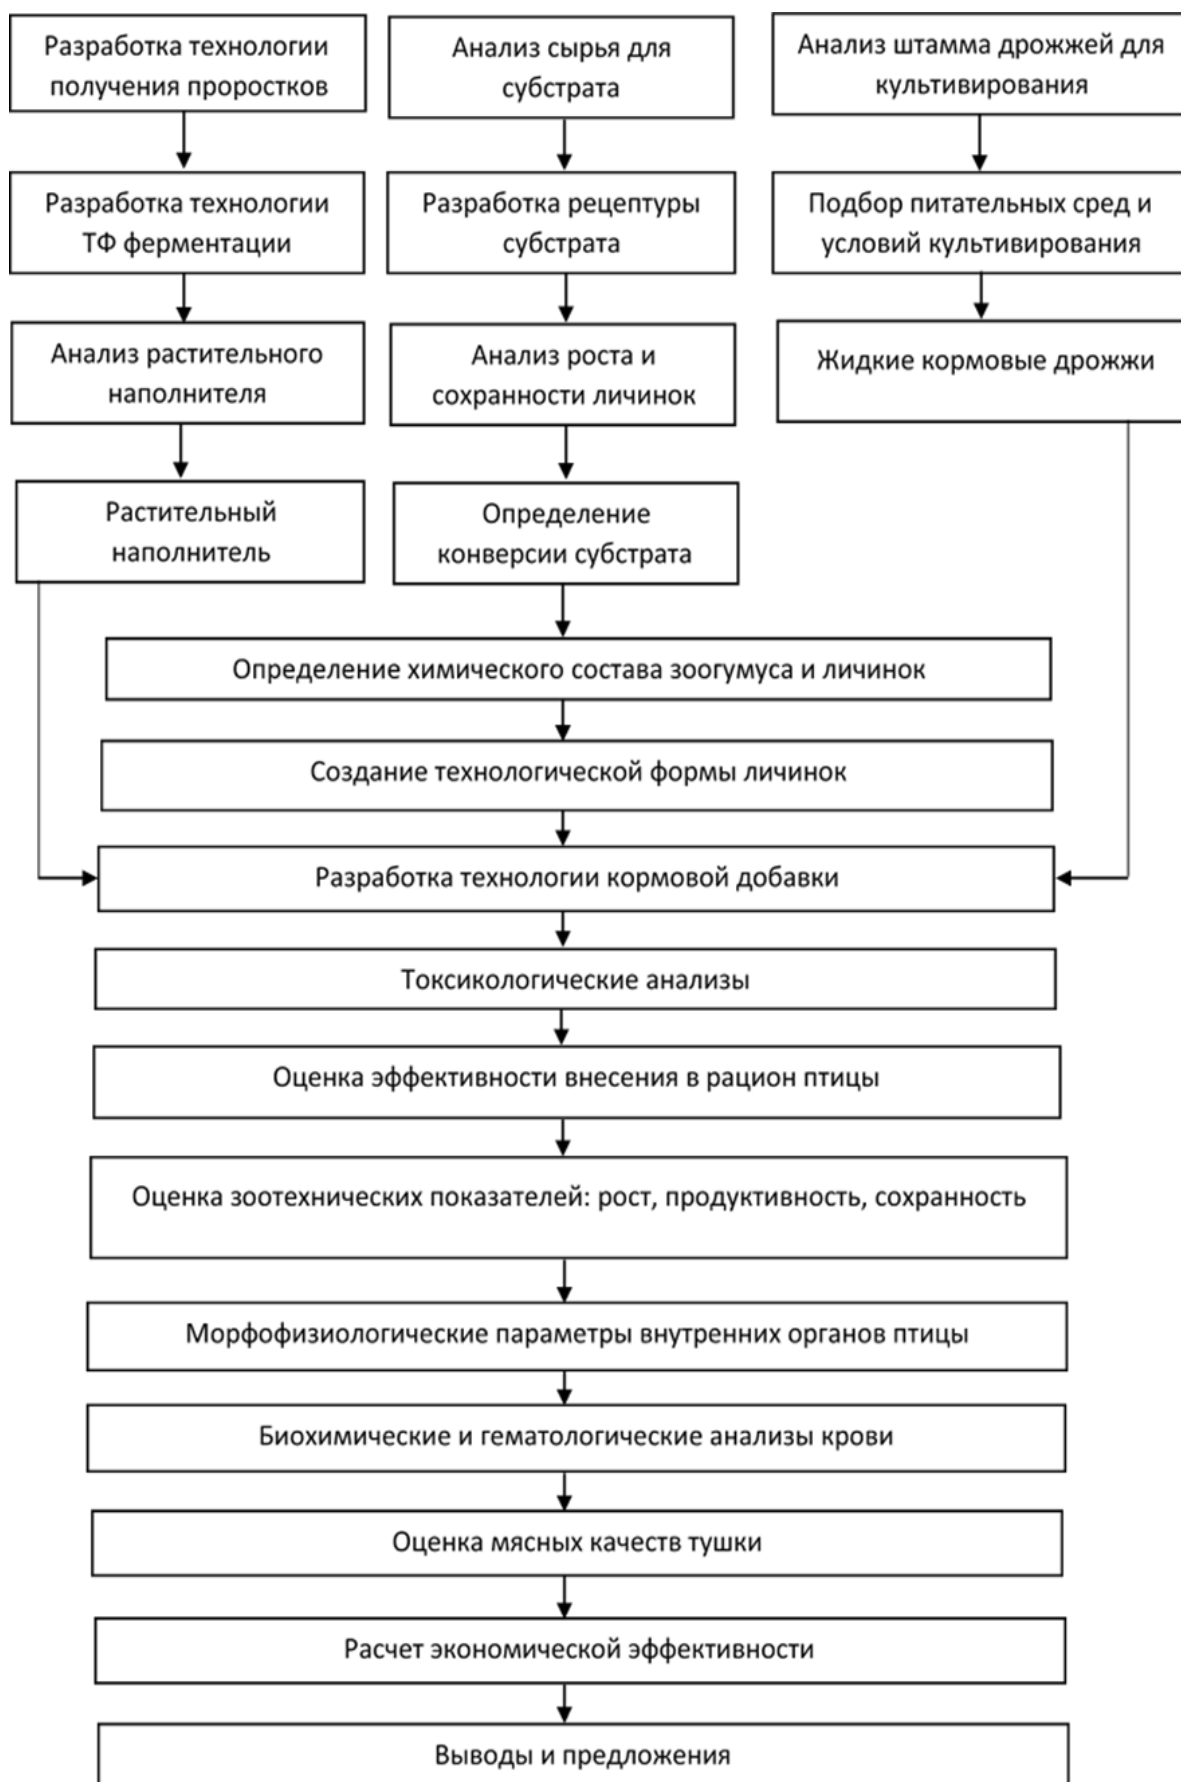 Разработка технологии
получения проростков
Анализ сырья для
субстрата
Анализ штамма дрожжей для
культивирования
Разработка технологии
ТФ ферментации
Разработка рецептуры
субстрата
Подбор питательных сред и
условий культивирования
Анализ растительного
наполнителя
Анализ роста и
сохранности личинок
Жидкие кормовые дрожжи
Растительный
наполнитель
Определение
конверсии субстрата
Определение химического состава зоогумуса и личинок
Создание технологической формы личинок
Разработка технологии кормовой добавки
Токсикологические анализы
Оценка эффективности внесения в рацион птицы
Оценка зоотехнических показателей: рост, продуктивность, сохранность
Морфофизиологические параметры внутренних органов птицы
Биохимические и гематологические анализы крови
Оценка мясных качеств тушки
Расчет экономической эффективности
Выводы и предложения